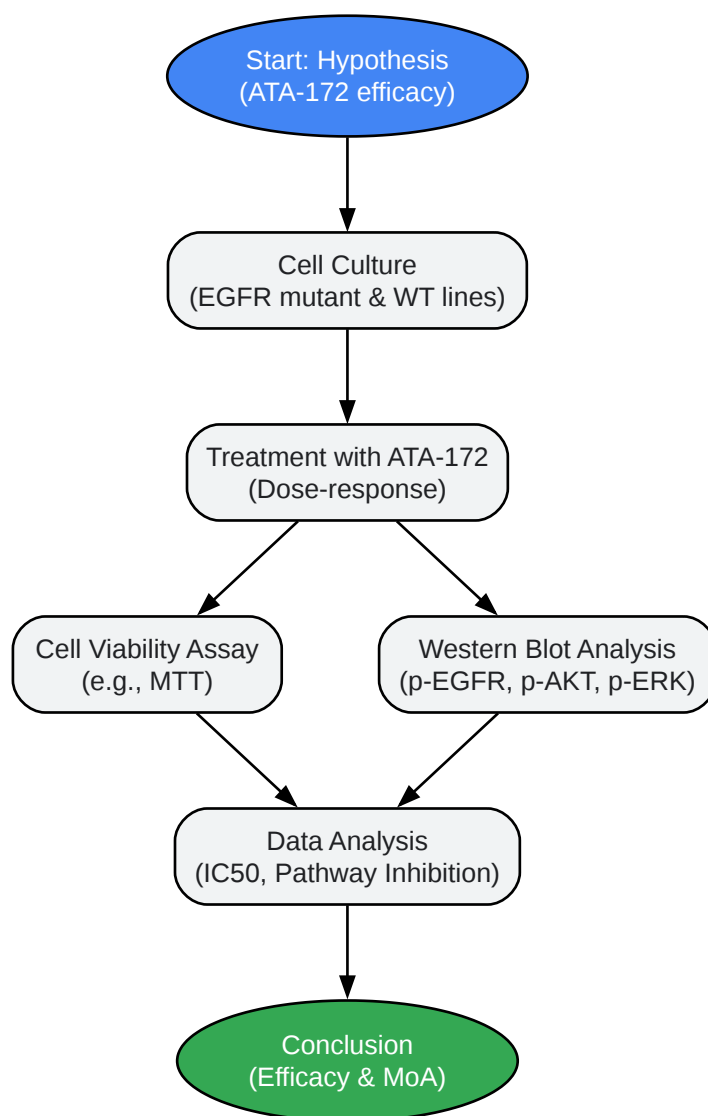 Start: Hypothesis
(ATA-172 efficacy)
Cell Culture
(EGFR mutant & WT lines)
Treatment with ATA-172
(Dose-response)
Cell Viability Assay
(e.g., MTT)
Western Blot Analysis
(p-EGFR, p-AKT, p-ERK)
Data Analysis
(IC50, Pathway Inhibition)
Conclusion
(Efficacy & MoA)